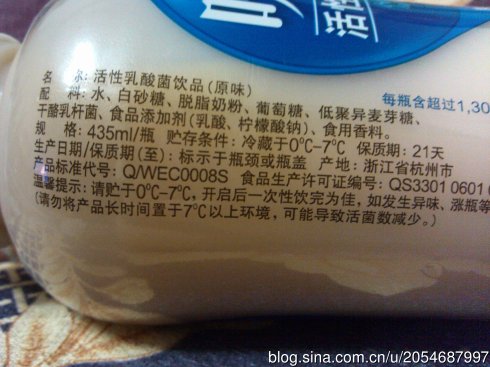 活性
每瓶含超过1,30
名 称: 活性乳酸菌饮品(原味)
配 料: 水、白砂糖、脱脂奶粉、葡萄糖、低聚异麦芽糖、
干酪乳杆菌、食品添加剂(乳酸、柠檬酸钠)、食用香料。
规 格: 435ml/瓶 贮存条件: 冷藏于0℃-7℃ 保质期: 21天
生产日期/保质期(至): 标示于瓶颈或瓶盖 产地: 浙江省杭州市
产品标准代号: Q/WEC0008S 食品生产许可证编号: QS3301 0601
温馨提示: 请贮于0℃-7℃, 开启后一次性饮完为佳, 如发生异味、涨瓶等
(请勿将产品长时间置于7℃以上环境, 可能导致活菌数减少。)
blog.sina.com.cn/u/2054687997